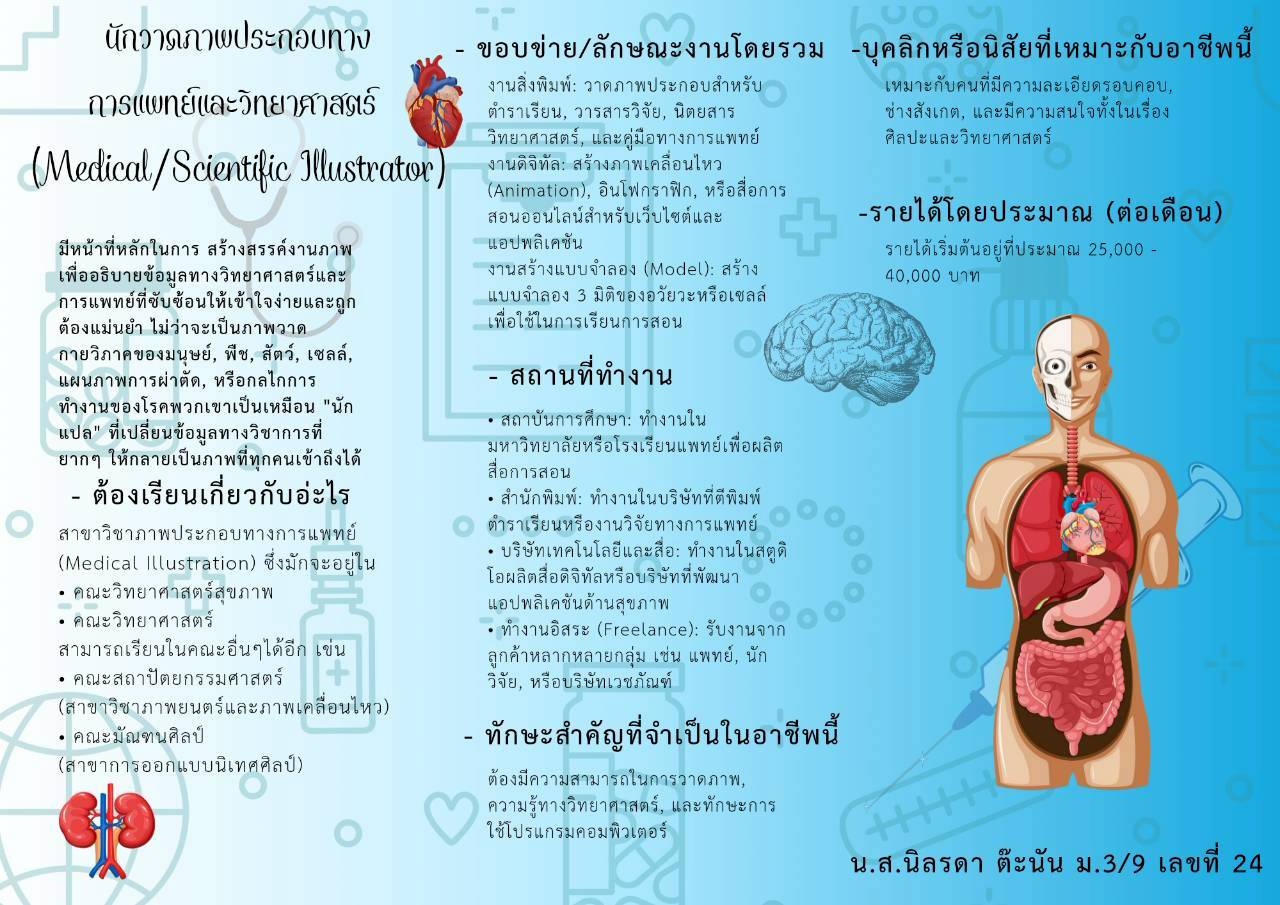 นักวาดภาพประกอบทาง
การแพทย์และวิทยาศาสตร์
(Medical/Scientific Illustrator)
มีหน้าที่หลักในการ สร้างสรรค์งานภาพ
เพื่ออธิบายข้อมูลทางวิทยาศาสตร์และ
การแพทย์ที่ซับซ้อนให้เข้าใจง่ายและถูก
ต้องแม่นยำ ไม่ว่าจะเป็นภาพวาด
กายวิภาคของมนุษย์, พืช, สัตว์, เซลล์,
แผนภาพการผ่าตัด, หรือกลไกการ
ทำงานของโรคพวกเขาเป็นเหมือน "นัก
แปล" ที่เปลี่ยนข้อมูลทางวิชาการที่
ยากๆ ให้กลายเป็นภาพที่ทุกคนเข้าถึงได้
- ต้องเรียนเกี่ยวกับอ่ะไร
สาขาวิชาภาพประกอบทางการแพทย์
(Medical Illustration) ซึ่งมักจะอยู่ใน
• คณะวิทยาศาสตร์สุขภาพ
• คณะวิทยาศาสตร์
สามารถเรียนในคณะอื่นๆได้อีก เข่น
• คณะสถาปัตยกรรมศาสตร์
(สาขาวิชาภาพยนตร์และภาพเคลื่อนไหว)
• คณะมัณฑนศิลป์
(สาขาการออกแบบนิเทศศิลป์)
- ขอบข่าย/ลักษณะงานโดยรวม
งานสิ่งพิมพ์: วาดภาพประกอบสำหรับ
ตำราเรียน, วารสารวิจัย, นิตยสาร
วิทยาศาสตร์, และคู่มือทางการแพทย์
งานดิจิทัล: สร้างภาพเคลื่อนไหว
(Animation), อินโฟกราฟิก, หรือสื่อการ
สอนออนไลน์สำหรับเว็บไซต์และ
แอปพลิเคชัน
งานสร้างแบบจำลอง (Model): สร้าง
แบบจำลอง 3 มิติของอวัยวะหรือเซลล์
เพื่อใช้ในการเรียนการสอน
- สถานที่ทำงาน
• สถาบันการศึกษา: ทำงานใน
มหาวิทยาลัยหรือโรงเรียนแพทย์เพื่อผลิต
สื่อการสอน
• สำนักพิมพ์: ทำงานในบริษัทที่ตีพิมพ์
ตำราเรียนหรืองานวิจัยทางการแพทย์
• บริษัทเทคโนโลยีและสื่อ: ทำงานในสตูดิ
โอผลิตสื่อดิจิทัลหรือบริษัทที่พัฒนา
แอปพลิเคชันด้านสุขภาพ
• ทำงานอิสระ (Freelance): รับงานจาก
ลูกค้าหลากหลายกลุ่ม เช่น แพทย์, นัก
วิจัย, หรือบริษัทเวชภัณฑ์
- ทักษะสำคัญที่จำเป็นในอาชีพนี้
ต้องมีความสามารถในการวาดภาพ,
ความรู้ทางวิทยาศาสตร์, และทักษะการ
ใช้โปรแกรมคอมพิวเตอร์
-บุคลิกหรือนิสัยที่เหมาะกับอาชีพนี้
เหมาะกับคนที่มีความละเอียดรอบคอบ,
ช่างสังเกต, และมีความสนใจทั้งในเรื่อง
ศิลปะและวิทยาศาสตร์
-รายได้โดยประมาณ (ต่อเดือน)
รายได้เริ่มต้นอยู่ที่ประมาณ 25,000 -
40,000 บาท
น.ส.นิลรดา ต๊ะนัน ม.3/9 เลขที่ 24